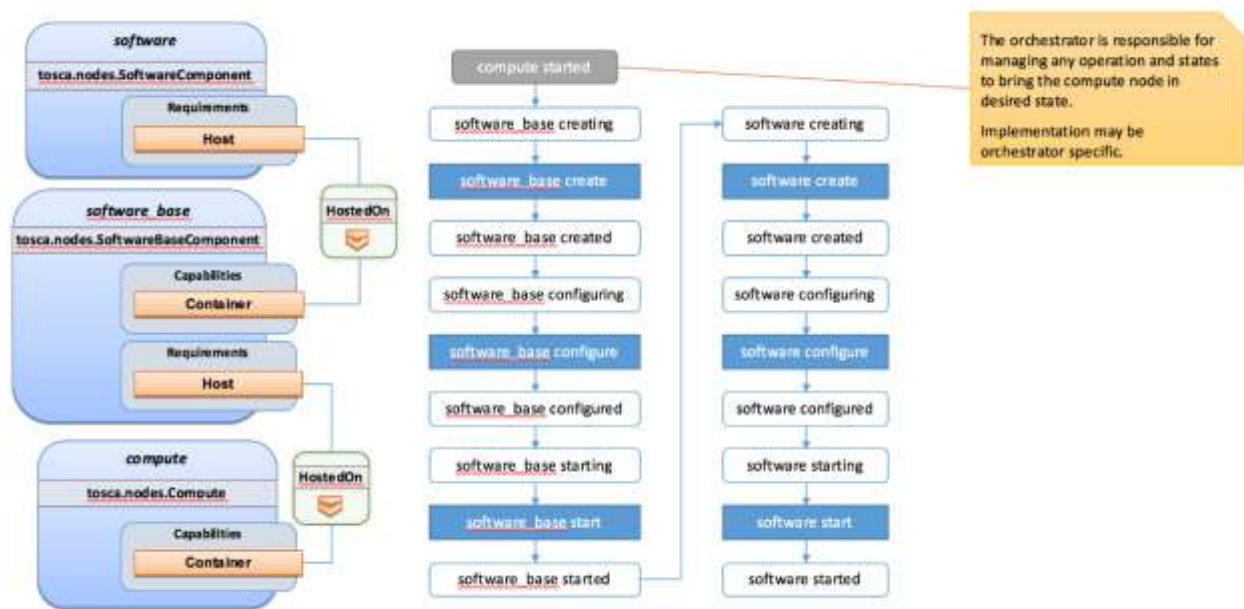 software
tosca.nodes.SoftwareComponent
Requirements
Host
software_base
tosca.nodes.SoftwareBaseComponent
Capabilities
Container
Requirements
Host
compute
tosca.nodes.Compute
Capabilities
Container
HostedOn
HostedOn
compute started
software_base creating
software_base create
software_base created
software_base configuring
software_base configure
software_base configured
software_base starting
software_base start
software_base started
software creating
software create
software created
software configuring
software configure
software configured
software starting
software start
software started
The orchestrator is responsible for
managing any operation and states
to bring the compute node in
desired state.
Implementation may be
orchestrator specific.